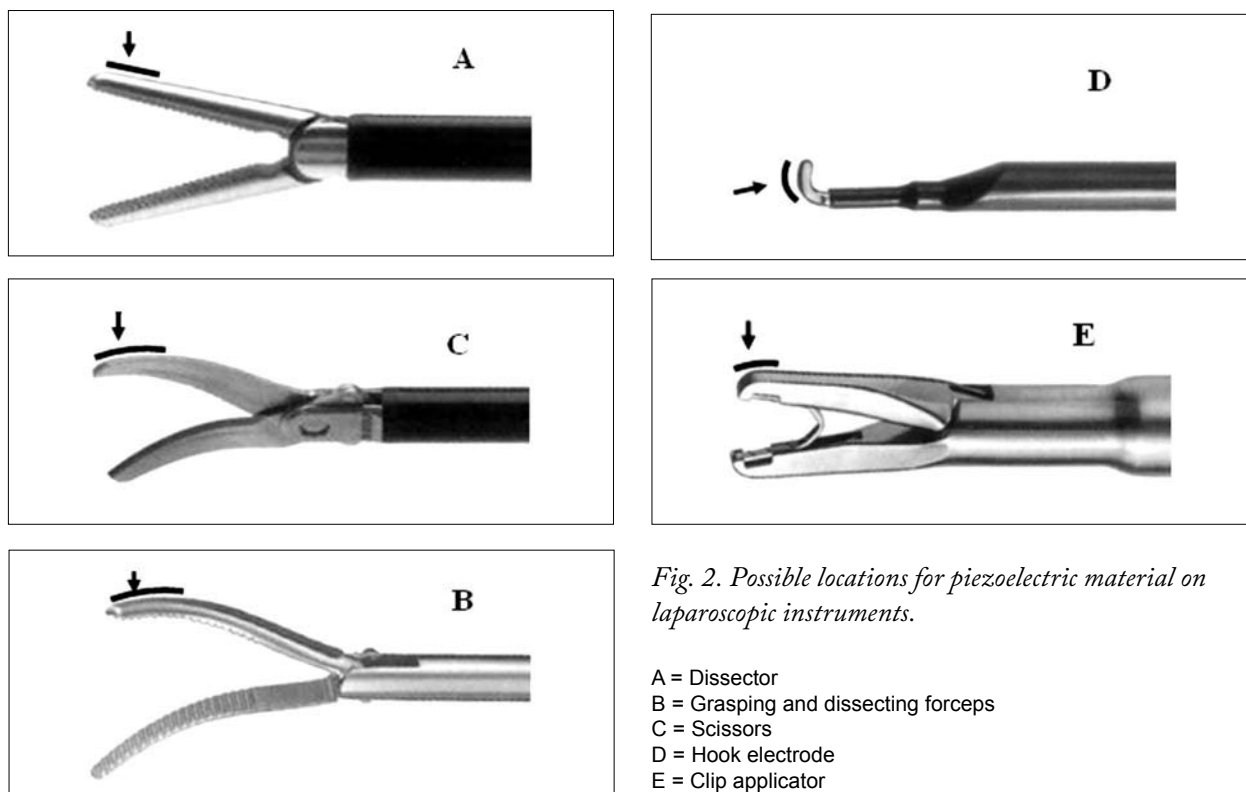 A
D
C
E
B
Fig. 2. Possible locations for piezoelectric material on
laparoscopic instruments.
A = Dissector
B = Grasping and dissecting forceps
C = Scissors
D = Hook electrode
E = Clip applicator